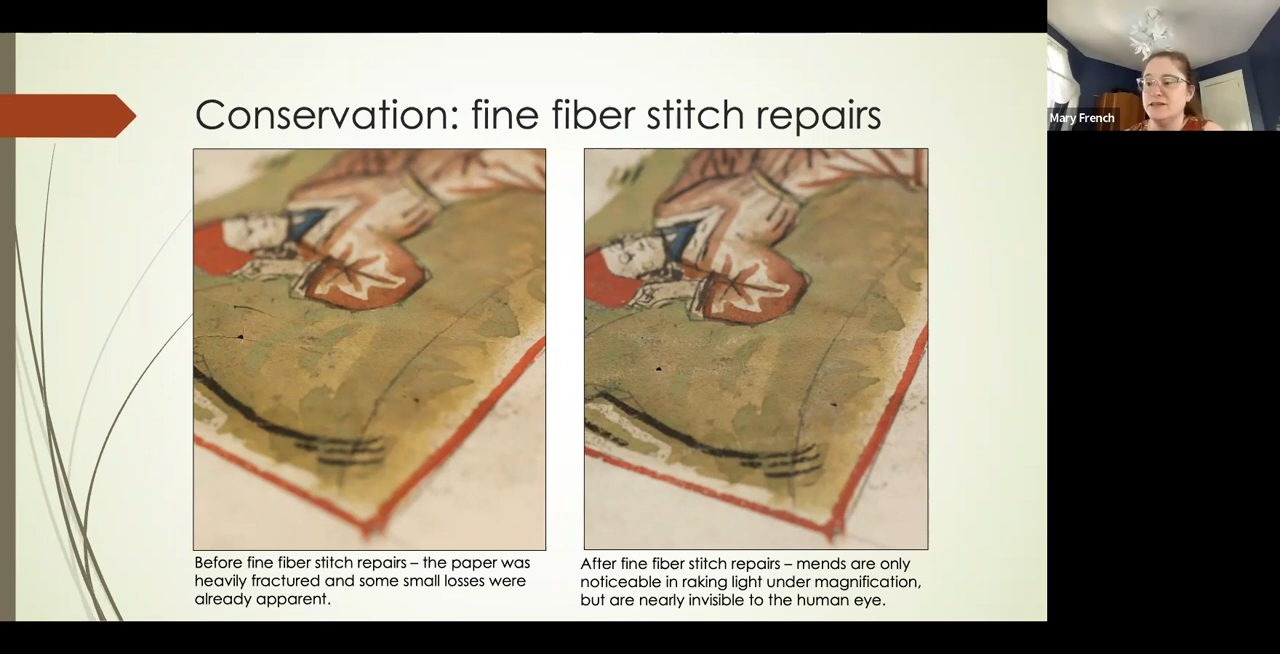 Conservation: fine fiber stitch repairs
Before fine fiber stitch repairs – the paper was
heavily fractured and some small losses were
already apparent.
After fine fiber stitch repairs – mends are only
noticeable in raking light under magnification,
but are nearly invisible to the human eye.
Mary French